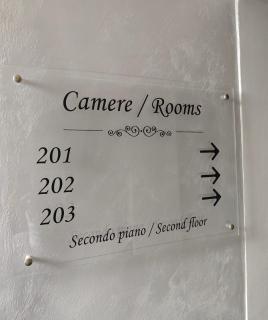 Camere / Rooms
201 →
202 →
203 →
Secondo piano / Second floor